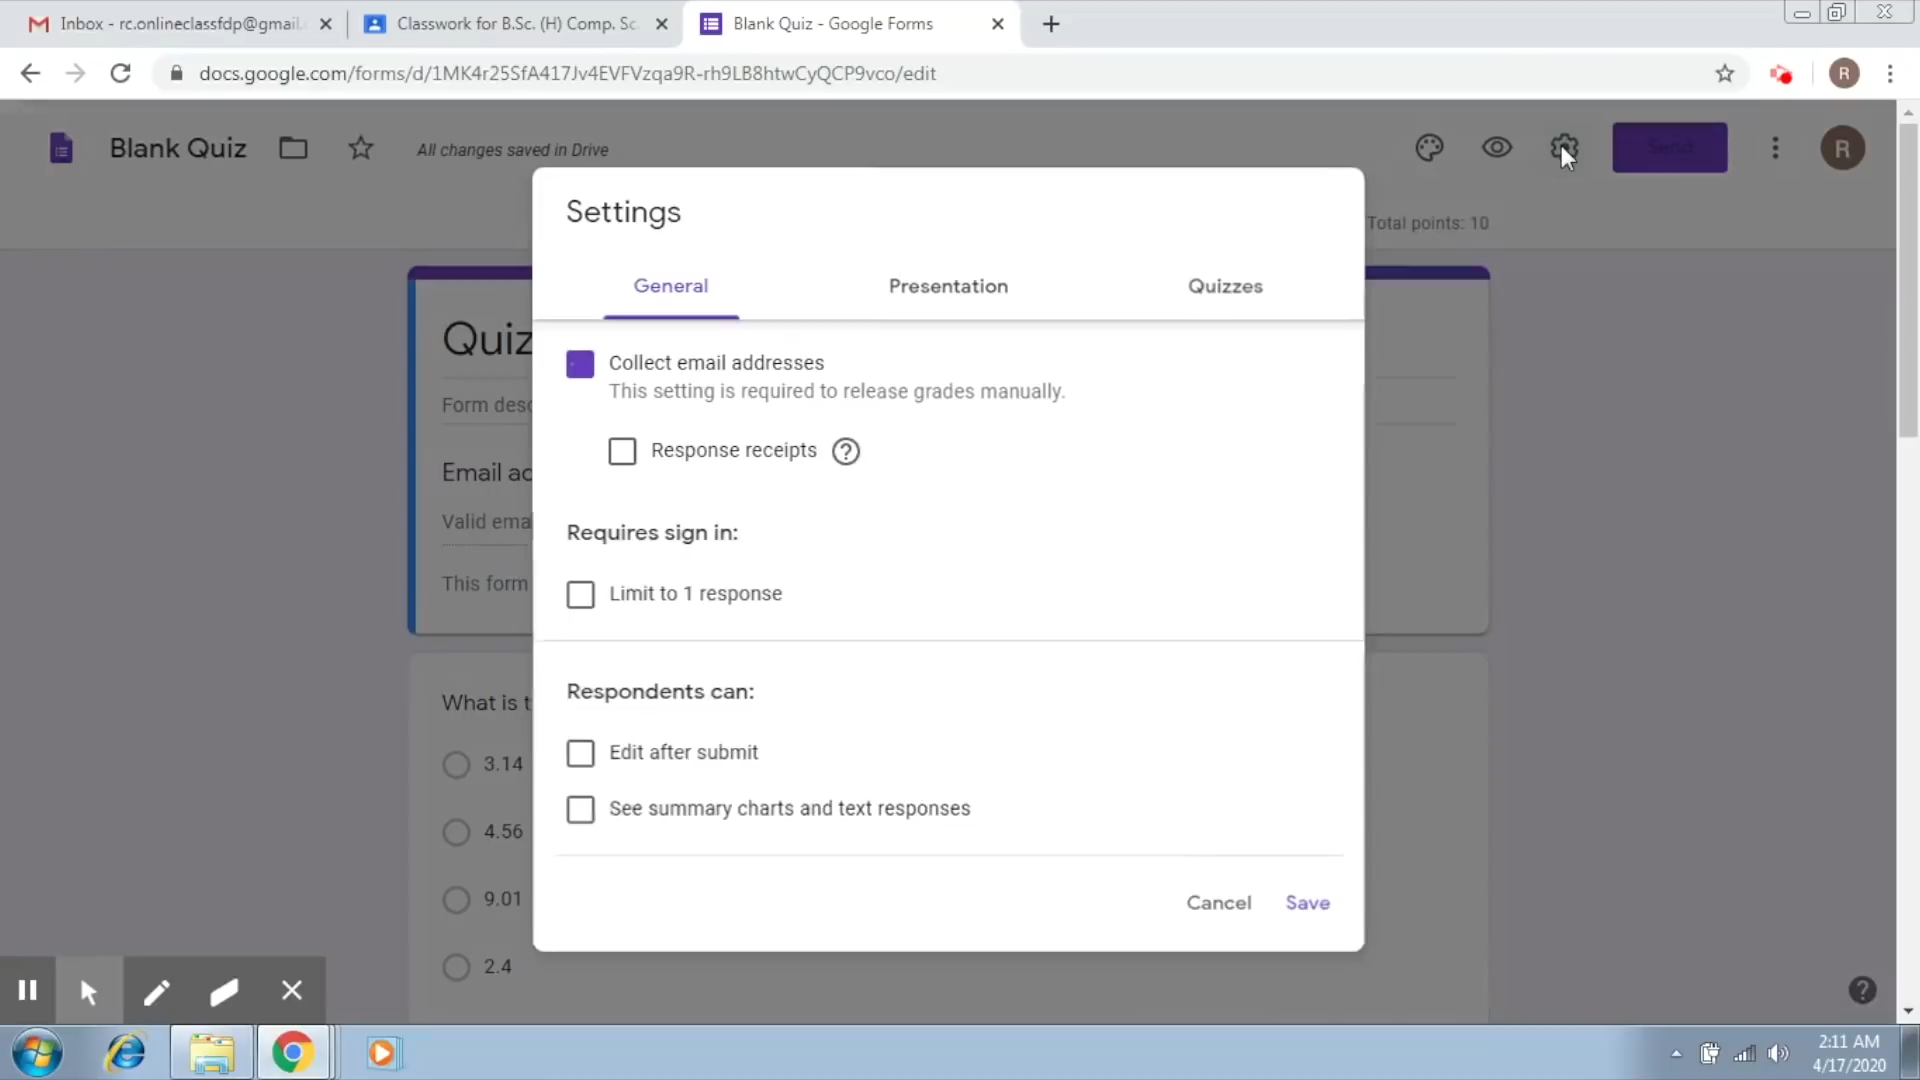 Inbox - rc.onlineclassfdp@gmail.
Classwork for B.Sc. (H) Comp. Sc.
Blank Quiz - Google Forms
docs.google.com/forms/d/1MK4r25SfA417Jv4EVFVzqa9R-rh9LB8htwCyQCP9vco/edit
R
Blank Quiz
All changes saved in Drive
Send
R
Total points: 10
Settings
General
Presentation
Quizzes
Quiz
Collect email addresses
This setting is required to release grades manually.
Form desc
Response receipts
Email ad
Valid emai
Requires sign in:
This form
Limit to 1 response
Respondents can:
What is t
Edit after submit
3.14
See summary charts and text responses
4.56
9.01
Cancel
Save
2.4
2:11 AM
4/17/2020